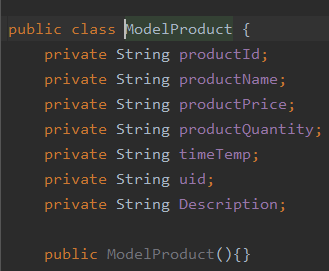 public class ModelProduct {
private String productId;
private String productName;
private String productPrice;
private String productQuantity;
private String timeTemp;
private String uid;
private String Description;
public ModelProduct(){}